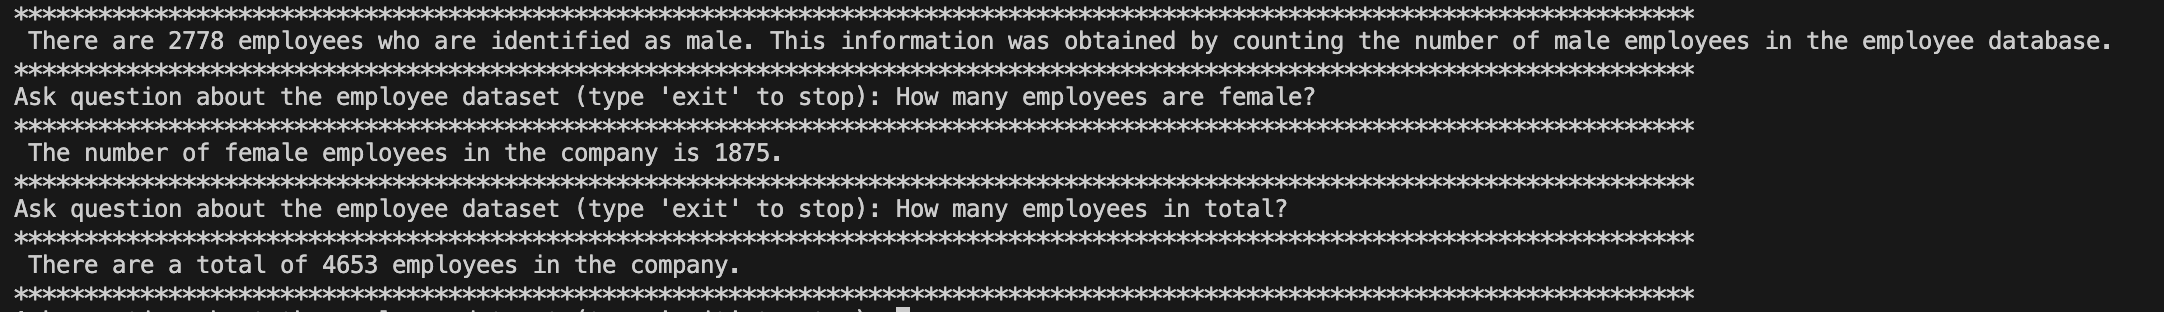 ************************************************************************************************************************
There are 2778 employees who are identified as male. This information was obtained by counting the number of male employees in the employee database.
************************************************************************************************************************
Ask question about the employee dataset (type 'exit' to stop): How many employees are female?
************************************************************************************************************************
The number of female employees in the company is 1875.
************************************************************************************************************************
Ask question about the employee dataset (type 'exit' to stop): How many employees in total?
************************************************************************************************************************
There are a total of 4653 employees in the company.
************************************************************************************************************************